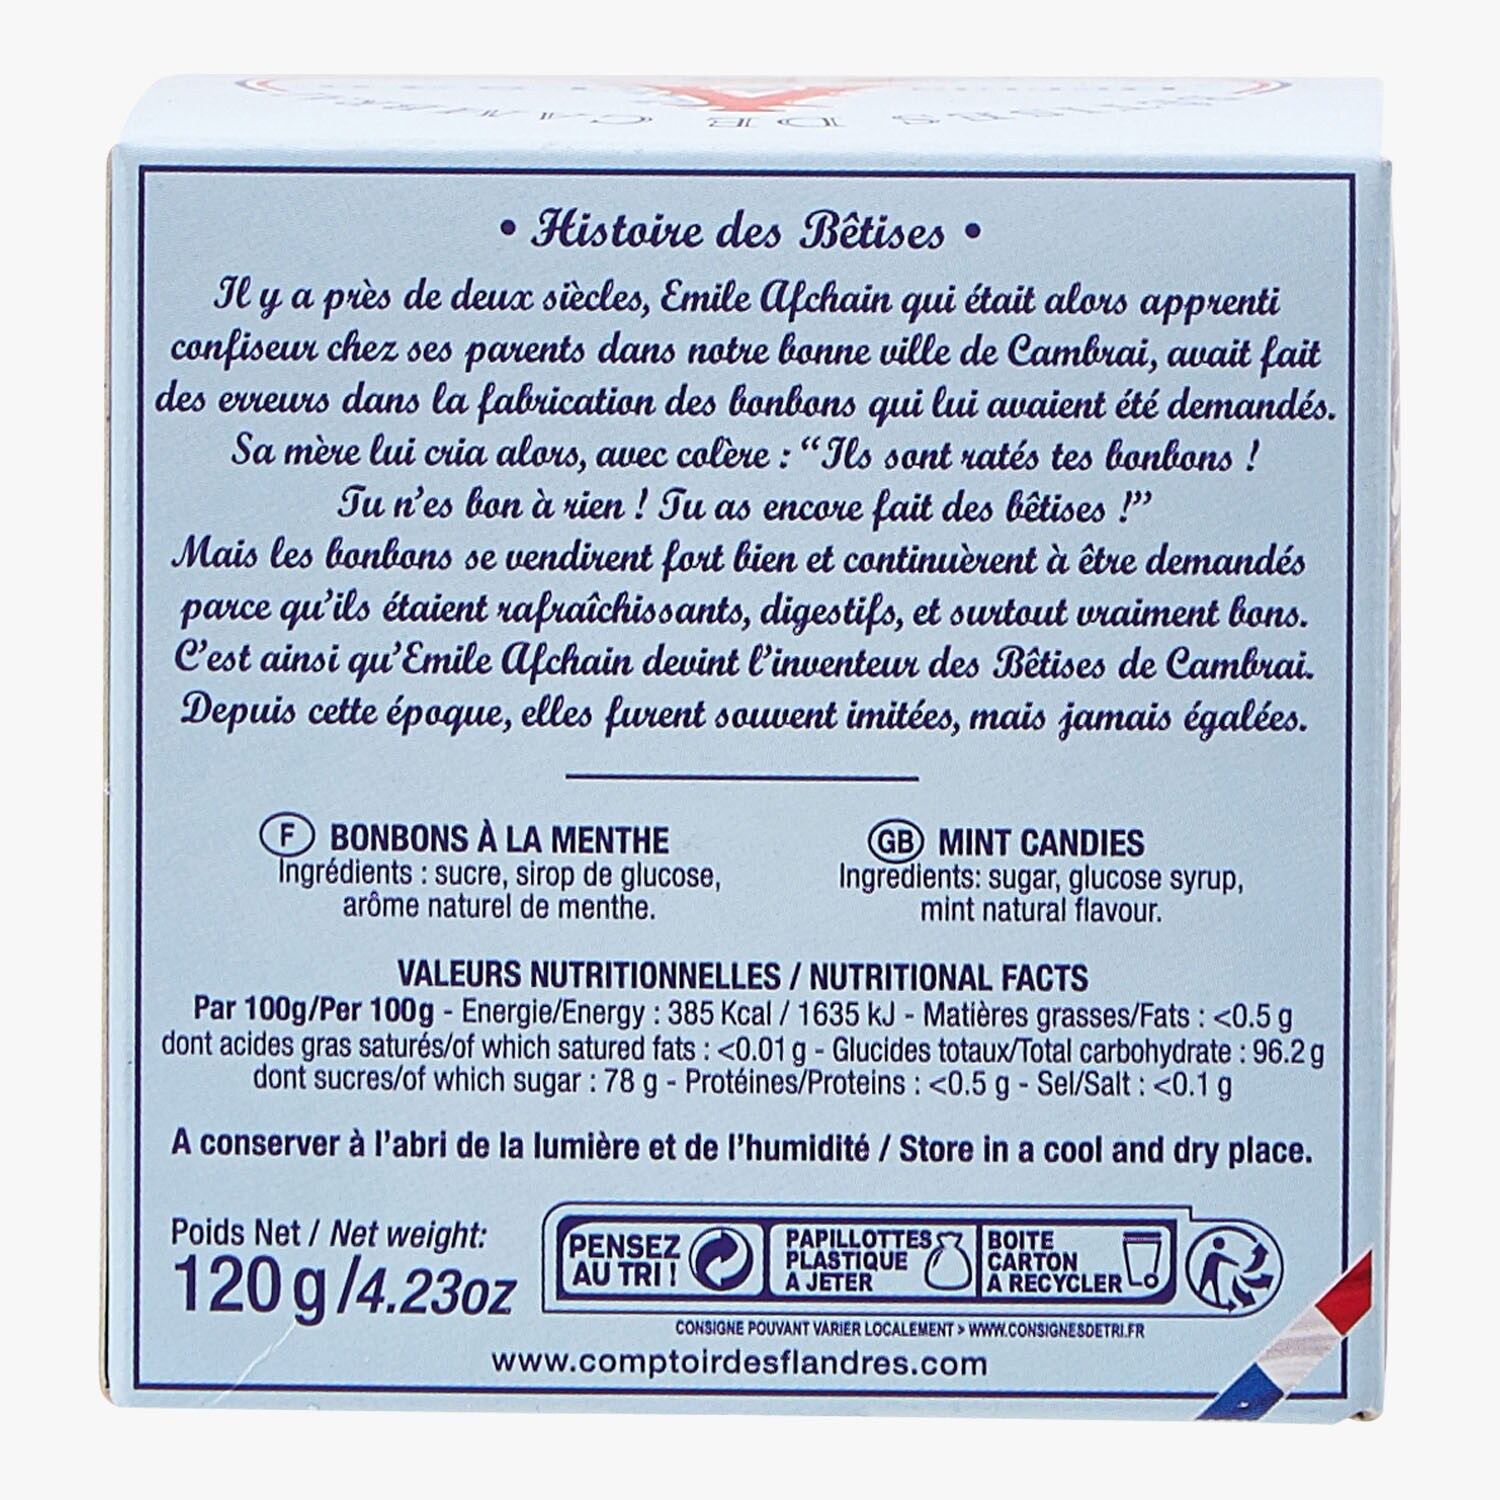 BÊTISES DE CAMBRAI
• Histoire des Bêtises •
Il y a près de deux siècles, Emile Afchain qui était alors apprenti
confiseur chez ses parents dans notre bonne ville de Cambrai, avait fait
des erreurs dans la fabrication des bonbons qui lui avaient été demandés.
Sa mère lui cria alors, avec colère : “Ils sont ratés tes bonbons !
Tu n'es bon à rien ! Tu as encore fait des bêtises !”
Mais les bonbons se vendirent fort bien et continuèrent à être demandés
parce qu'ils étaient rafraîchissants, digestifs, et surtout vraiment bons.
C'est ainsi qu'Emile Afchain devint l'inventeur des Bêtises de Cambrai.
Depuis cette époque, elles furent souvent imitées, mais jamais égalées.
F BONBONS À LA MENTHE
Ingrédients : sucre, sirop de glucose,
arôme naturel de menthe.
GB MINT CANDIES
Ingredients: sugar, glucose syrup,
mint natural flavour.
VALEURS NUTRITIONNELLES / NUTRITIONAL FACTS
Par 100g/Per 100g - Energie/Energy : 385 Kcal / 1635 kJ - Matières grasses/Fats : <0.5 g
dont acides gras saturés/of which satured fats : <0.01 g - Glucides totaux/Total carbohydrate : 96.2 g
dont sucres/of which sugar : 78 g - Protéines/Proteins : <0.5 g - Sel/Salt : <0.1 g
A conserver à l'abri de la lumière et de l'humidité / Store in a cool and dry place.
Poids Net / Net weight:
120 g /4.23oz
PENSEZ
AU TRI !
PAPILLOTTES
PLASTIQUE
A JETER
BOITE
CARTON
À RECYCLER
CONSIGNE POUVANT VARIER LOCALEMENT > WWW.CONSIGNESDETRI.FR
www.comptoirdesflandres.com